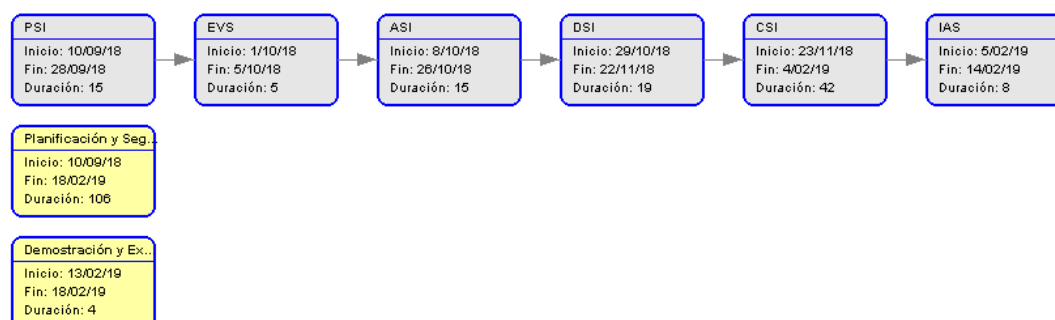 PSI
Inicio: 10/09/18
Fin: 28/09/18
Duración: 15
EVS
Inicio: 1/10/18
Fin: 5/10/18
Duración: 5
ASI
Inicio: 8/10/18
Fin: 26/10/18
Duración: 15
DSI
Inicio: 29/10/18
Fin: 22/11/18
Duración: 19
CSI
Inicio: 23/11/18
Fin: 4/02/19
Duración: 42
IAS
Inicio: 5/02/19
Fin: 14/02/19
Duración: 8
Planificación y Seg...
Inicio: 10/09/18
Fin: 18/02/19
Duración: 106
Demostración y Ex...
Inicio: 13/02/19
Fin: 18/02/19
Duración: 4